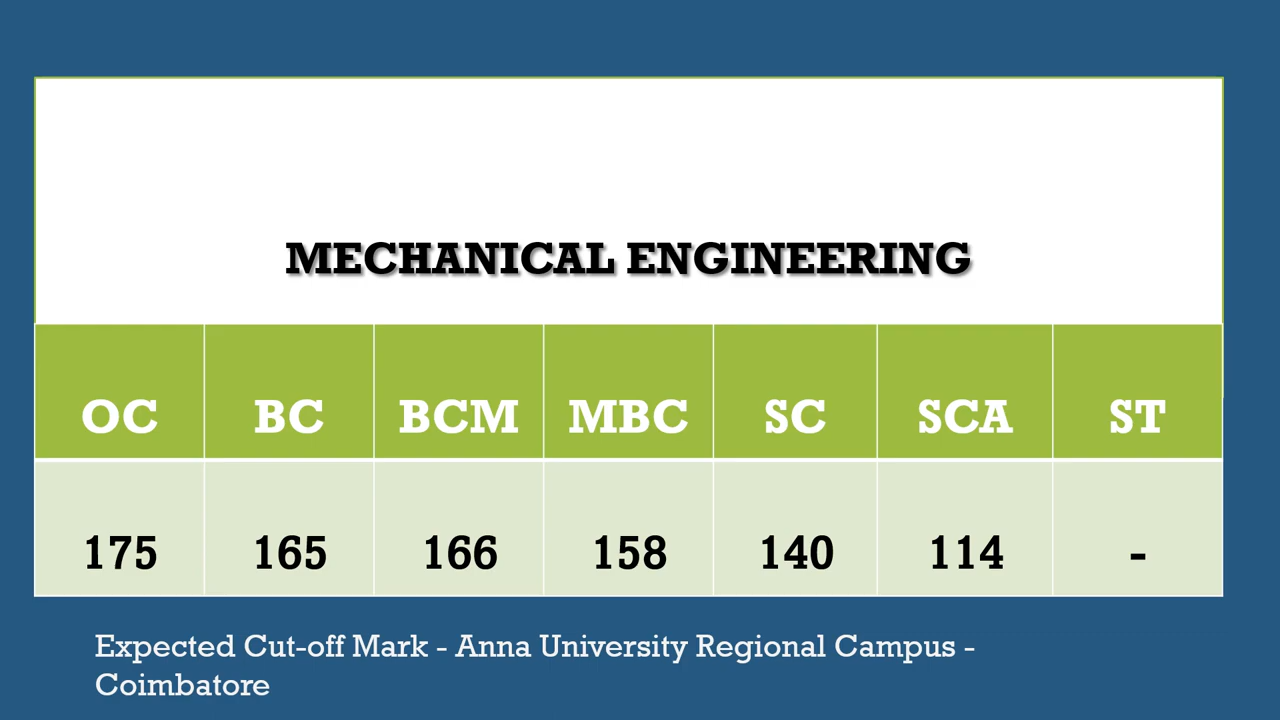 MECHANICAL ENGINEERING
OC BC BCM MBC SC SCA ST
175 165 166 158 140 114 -
Expected Cut-off Mark - Anna University Regional Campus -
Coimbatore